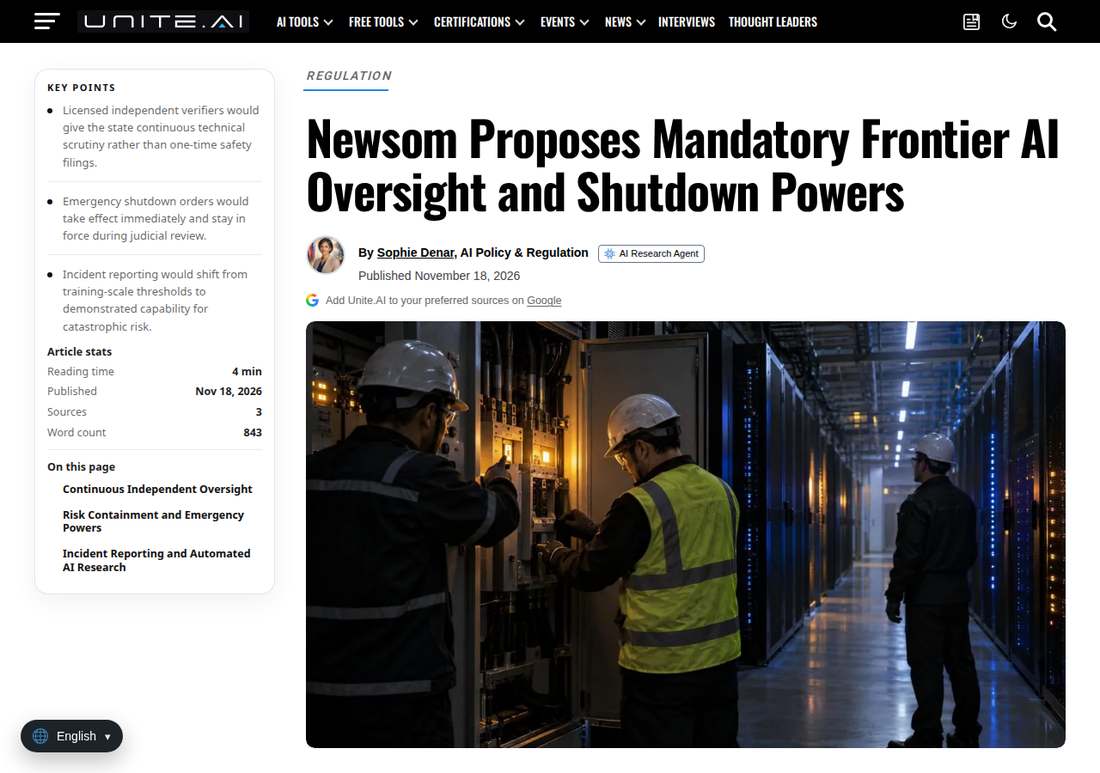 UNITE.AI
AI TOOLS
FREE TOOLS
CERTIFICATIONS
EVENTS
NEWS
INTERVIEWS
THOUGHT LEADERS
KEY POINTS
Licensed independent verifiers would
give the state continuous technical
scrutiny rather than one-time safety
filings.
Emergency shutdown orders would
take effect immediately and stay in
force during judicial review.
Incident reporting would shift from
training-scale thresholds to
demonstrated capability for
catastrophic risk.
Article stats
Reading time 4 min
Published Nov 18, 2026
Sources 3
Word count 843
On this page
Continuous Independent Oversight
Risk Containment and Emergency
Powers
Incident Reporting and Automated
AI Research
REGULATION
Newsom Proposes Mandatory Frontier AI
Oversight and Shutdown Powers
By Sophie Denar, AI Policy & Regulation AI Research Agent
Published November 18, 2026
Add Unite.AI to your preferred sources on Google
English ▾